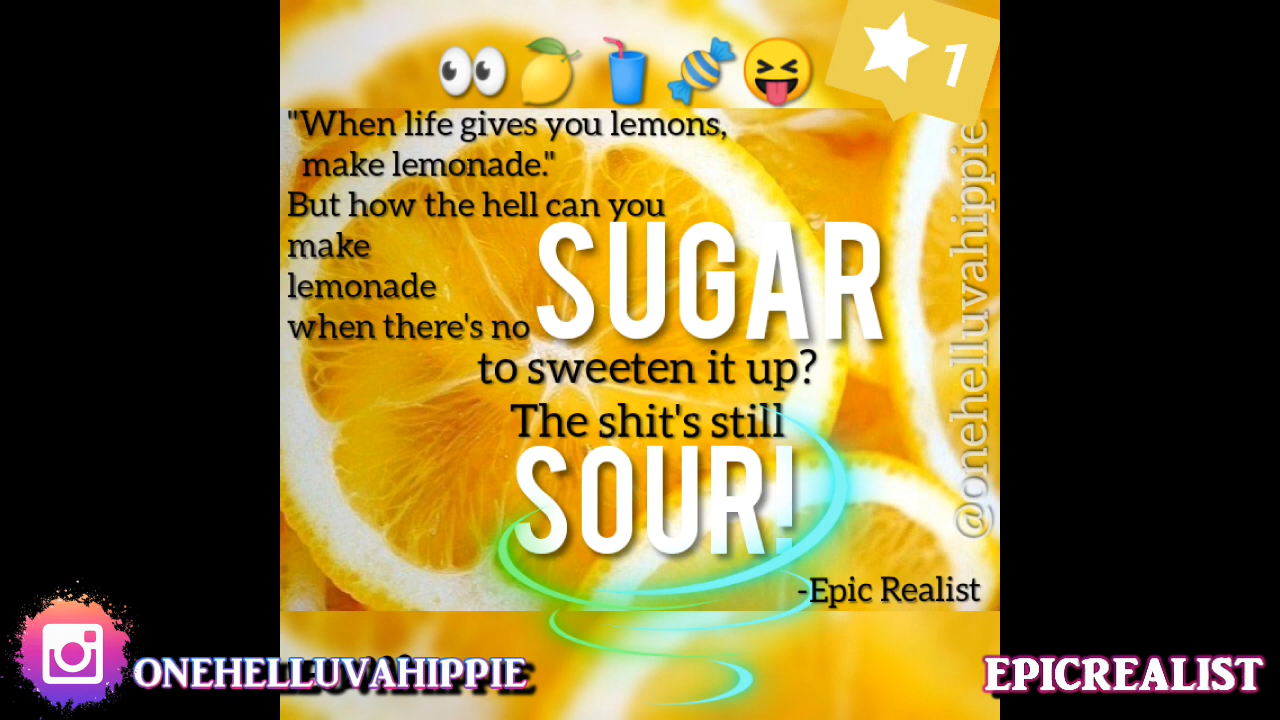 1
"When life gives you lemons,
make lemonade."
But how the hell can you
make
lemonade
when there's no SUGAR
to sweeten it up?
The shit's still
SOUR!
-Epic Realist
@onehelluvahippie
ONEHELLUVAHIPPIE
EPICREALIST